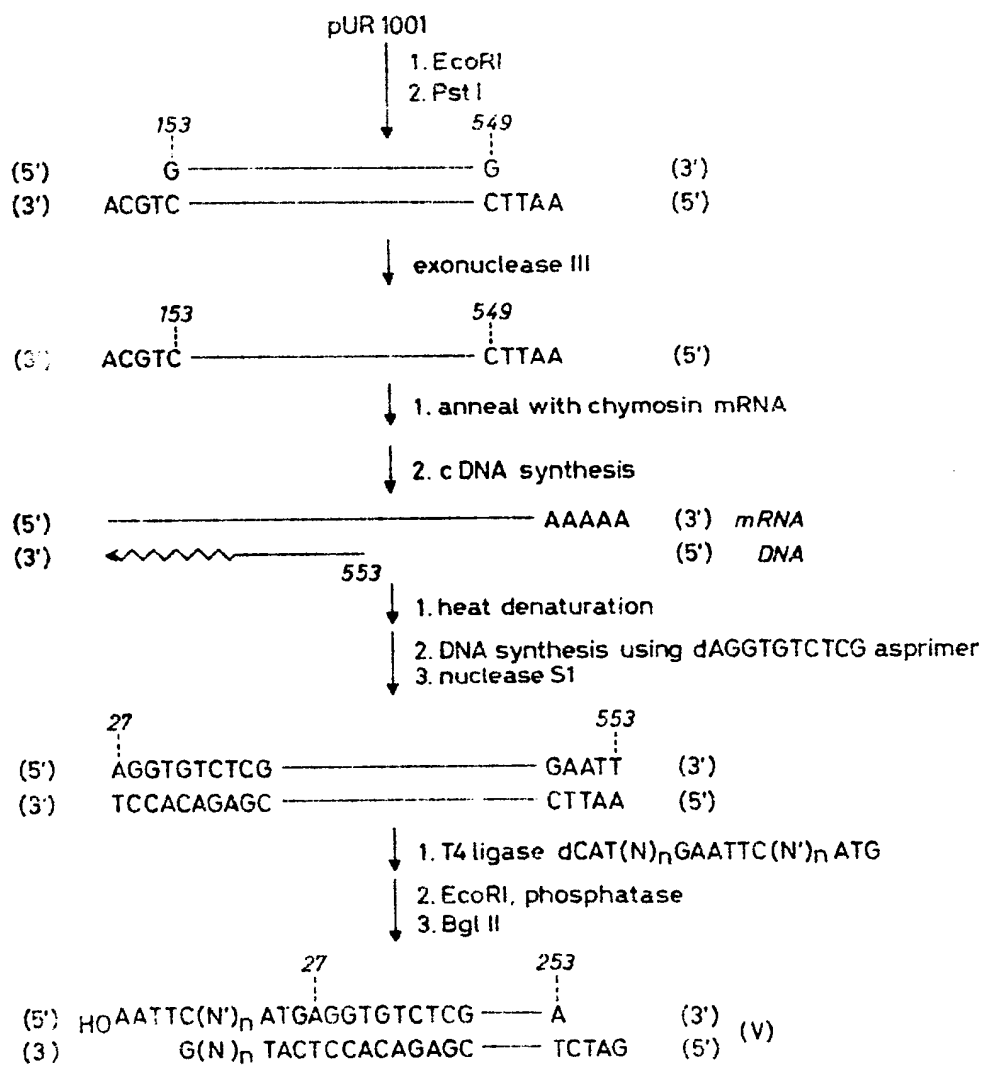 pUR 1001
1. EcoRI
2. Pst I
153 549
(5') G G (3')
(3') ACGTC CTTAA (5')
exonuclease III
153 549
(3') ACGTC CTTAA (5')
1. anneal with chymosin mRNA
2. c DNA synthesis
(5') AAAAA (3') mRNA
(3') (5') DNA
553
1. heat denaturation
2. DNA synthesis using dAGGTGTCTCG asprimer
3. nuclease S1
27 553
(5') AGGTGTCTCG GAATT (3')
(3') TCCACAGAGC CTTAA (5')
1. T4 ligase dCAT(N)nGAATTC(N')nATG
2. EcoRI, phosphatase
3. Bgl II
27 253
(5') HOAATTC(N')nATGAGGTGTCTCG A (3')
(3) G(N)nTACTCCACAGAGC TCTAG (5')
(V)